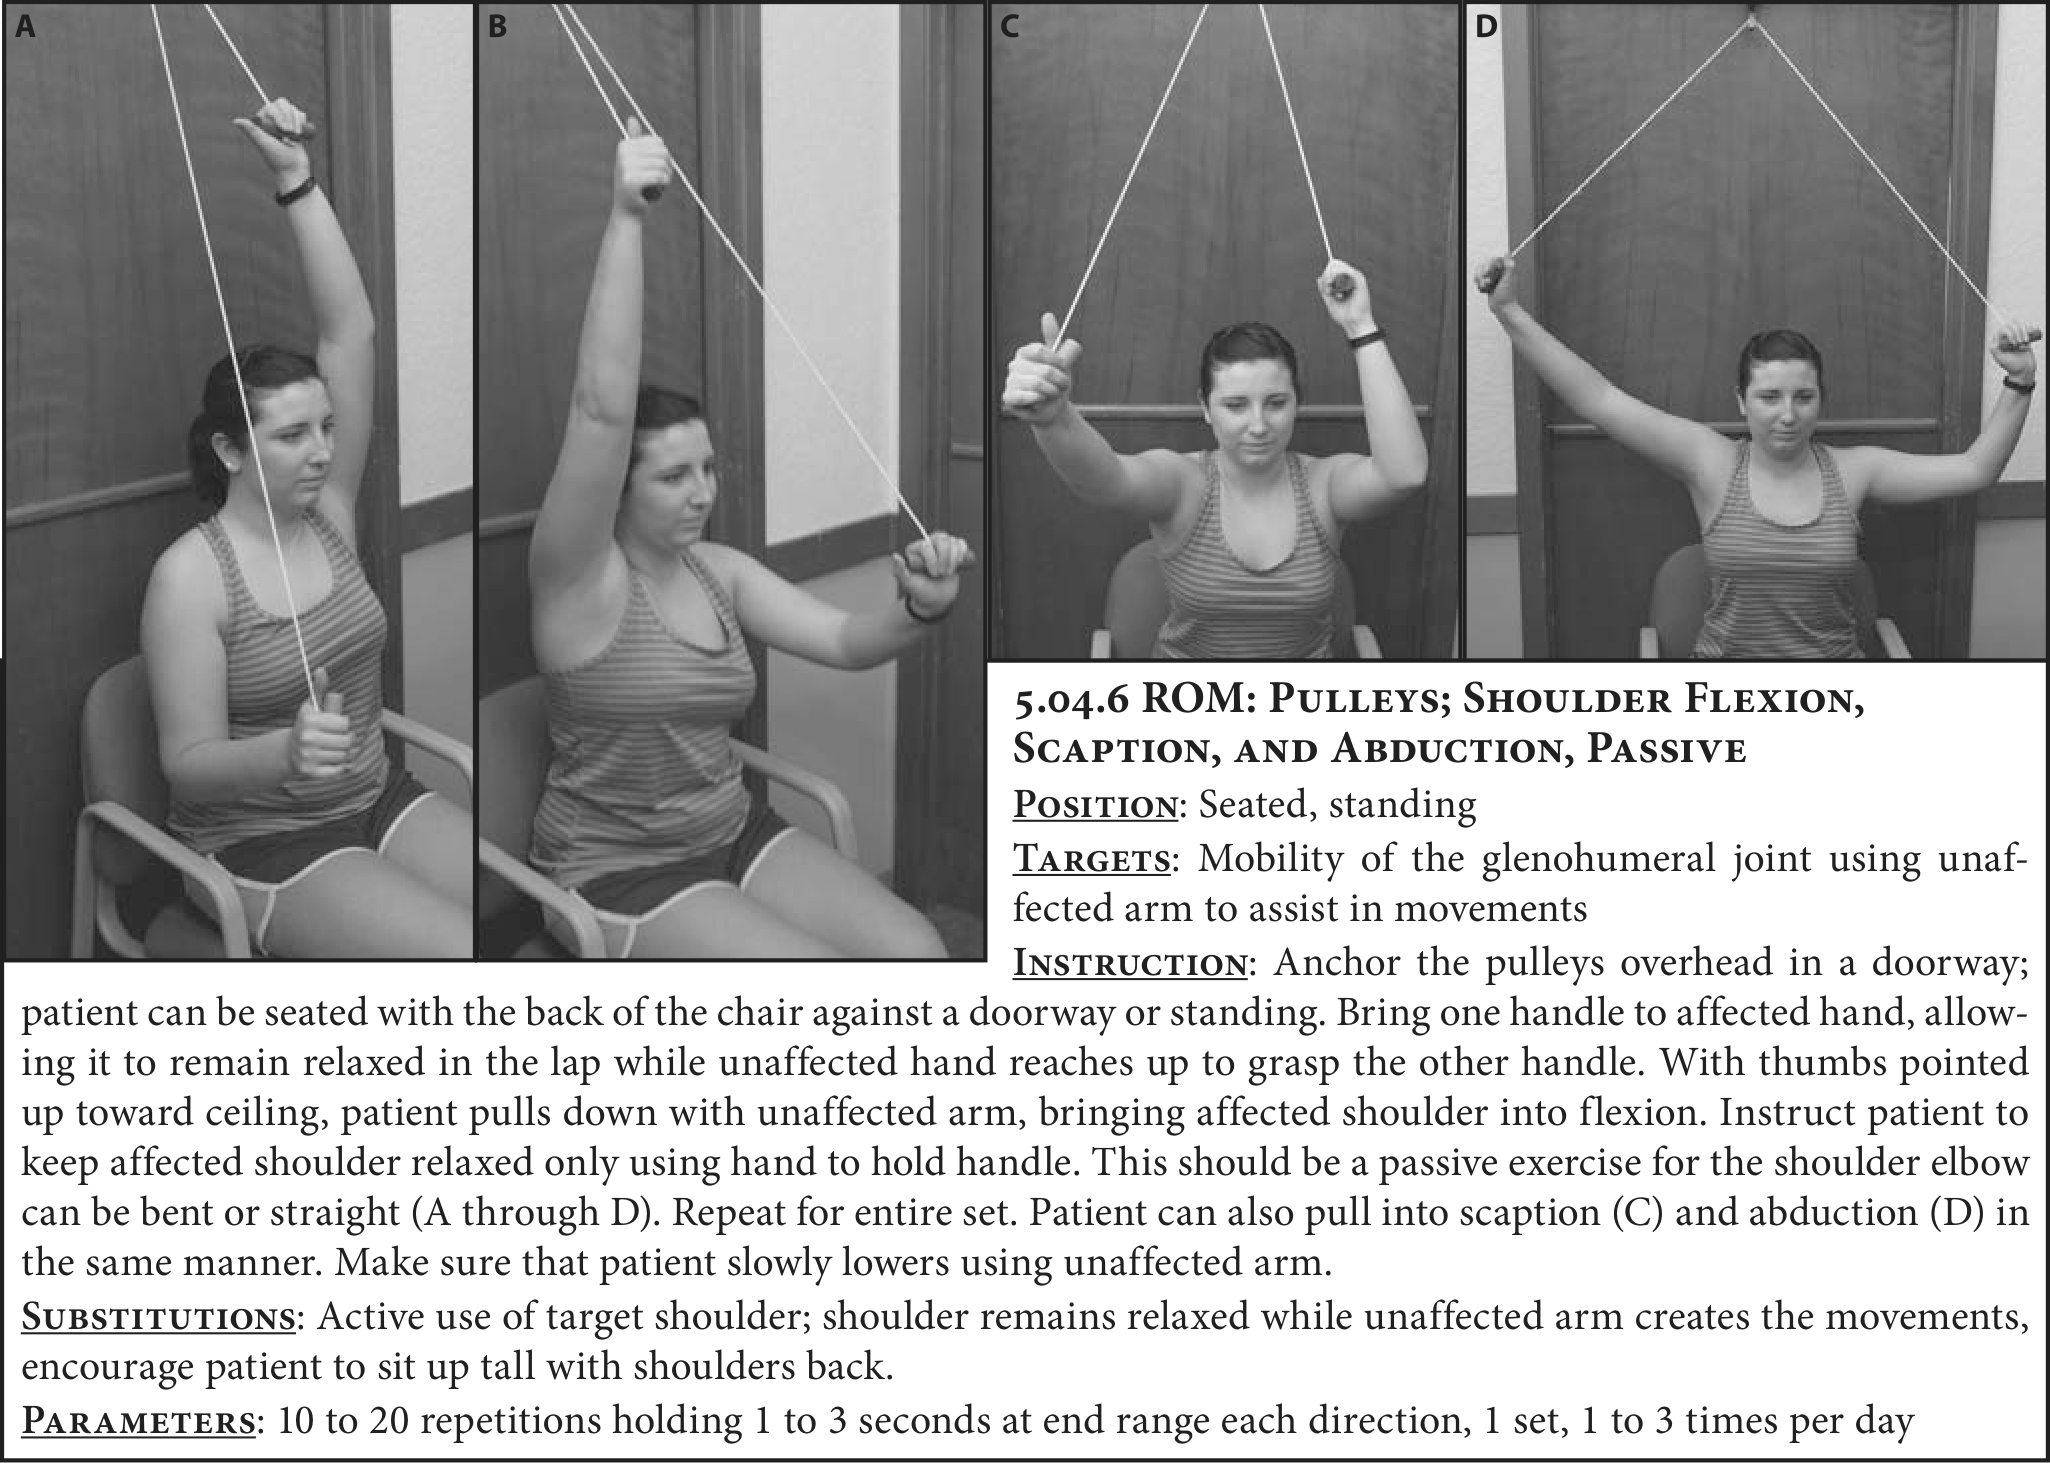 A
B
C
D
5.04.6 ROM: Pulleys; Shoulder Flexion,
Scaption, and Abduction, Passive
Position: Seated, standing
Targets: Mobility of the glenohumeral joint using unaf-
fected arm to assist in movements
Instruction: Anchor the pulleys overhead in a doorway;
patient can be seated with the back of the chair against a doorway or standing. Bring one handle to affected hand, allow-
ing it to remain relaxed in the lap while unaffected hand reaches up to grasp the other handle. With thumbs pointed
up toward ceiling, patient pulls down with unaffected arm, bringing affected shoulder into flexion. Instruct patient to
keep affected shoulder relaxed only using hand to hold handle. This should be a passive exercise for the shoulder elbow
can be bent or straight (A through D). Repeat for entire set. Patient can also pull into scaption (C) and abduction (D) in
the same manner. Make sure that patient slowly lowers using unaffected arm.
Substitutions: Active use of target shoulder; shoulder remains relaxed while unaffected arm creates the movements,
encourage patient to sit up tall with shoulders back.
Parameters: 10 to 20 repetitions holding 1 to 3 seconds at end range each direction, 1 set, 1 to 3 times per day